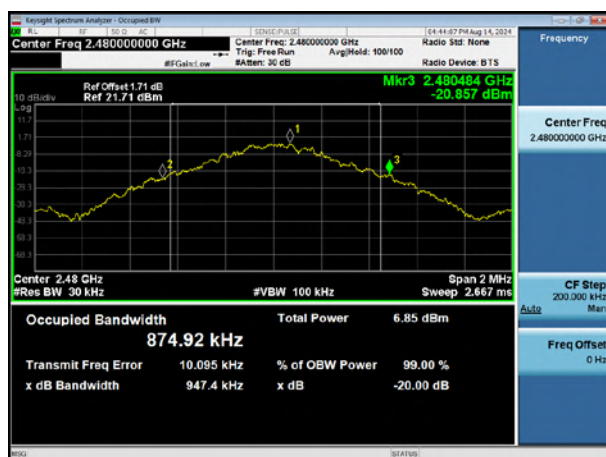 Keysight Spectrum Analyzer - Occupied BW
RL RF 50 Ω AC SENSE:PULSE 04:44:07 PM Aug 14, 2024
Center Freq 2.480000000 GHz Center Freq: 2.480000000 GHz Radio Std: None Frequency
Trig: Free Run Avg|Hold: 100/100
#IFGain:Low #Atten: 30 dB Radio Device: BTS
Ref Offset 1.71 dB Mkr3 2.480484 GHz
10 dB/div Ref 21.71 dBm -20.857 dBm
Log
11.7
1.71
-8.29
-18.3
-28.3
-38.3
-48.3
-58.3
-68.3
1
2
3
Center Freq
2.480000000 GHz
Center 2.48 GHz Span 2 MHz
#Res BW 30 kHz #VBW 100 kHz Sweep 2.667 ms
CF Step
200.000 kHz
Auto Man
Occupied Bandwidth Total Power 6.85 dBm
874.92 kHz
Freq Offset
0 Hz
Transmit Freq Error 10.095 kHz % of OBW Power 99.00 %
x dB Bandwidth 947.4 kHz x dB -20.00 dB
MSG STATUS